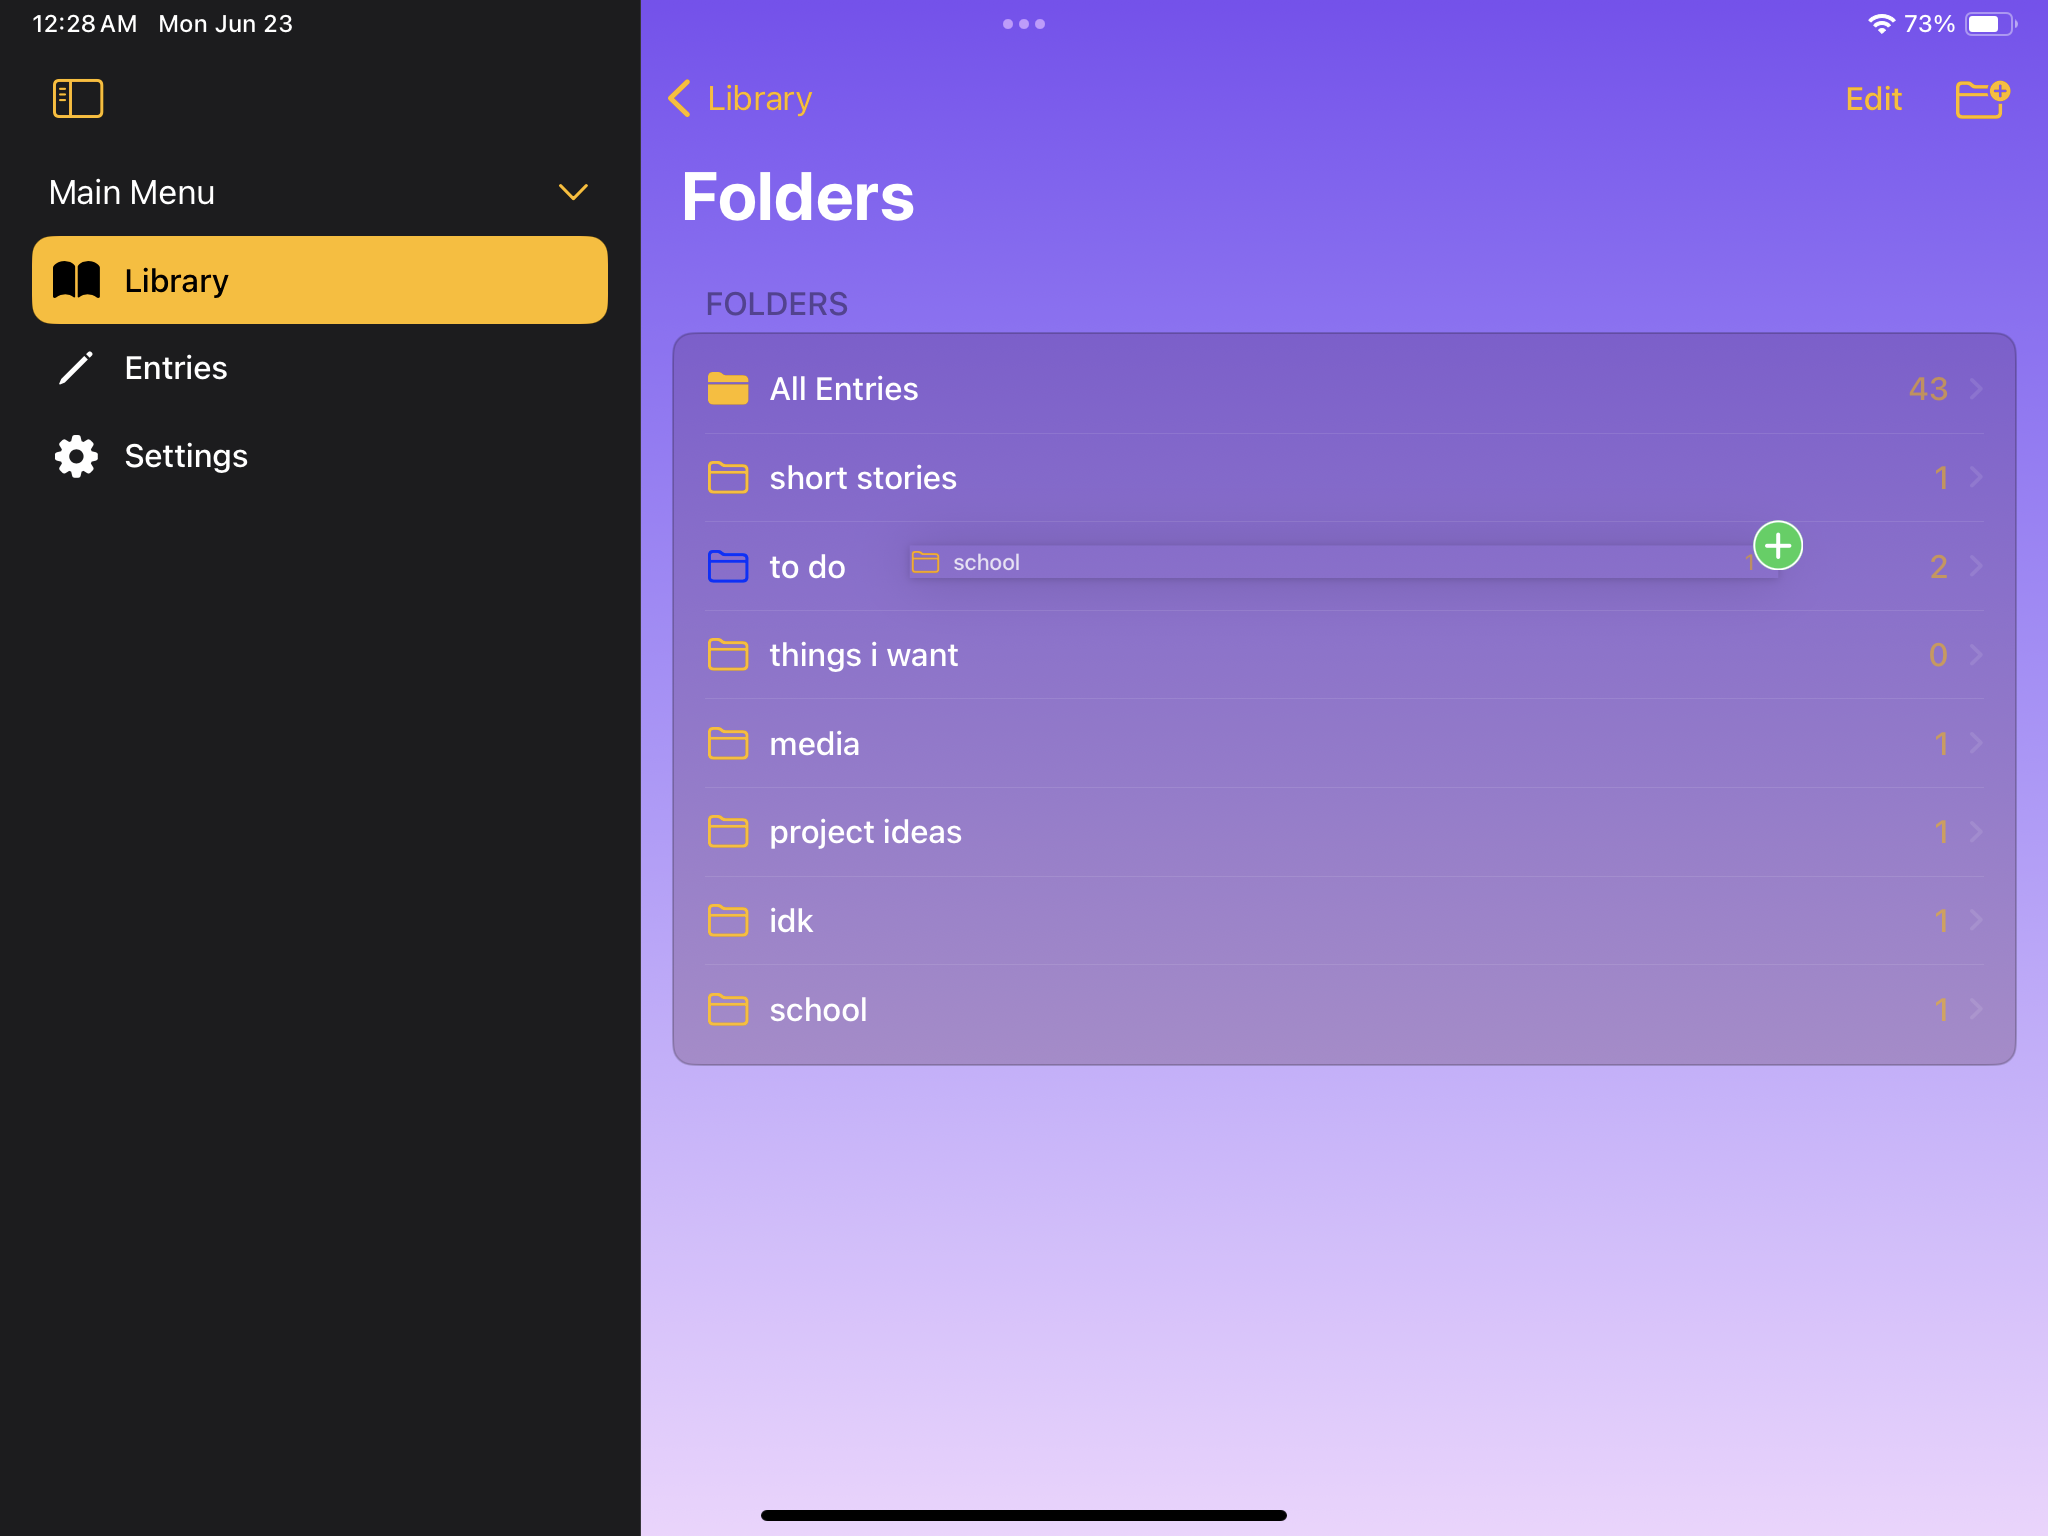 12:28 AM Mon Jun 23
73%
Main Menu
Library
Entries
Settings
Library
Edit
Folders
FOLDERS
All Entries 43
short stories 1
to do 2
school 1
things i want 0
media 1
project ideas 1
idk 1
school 1